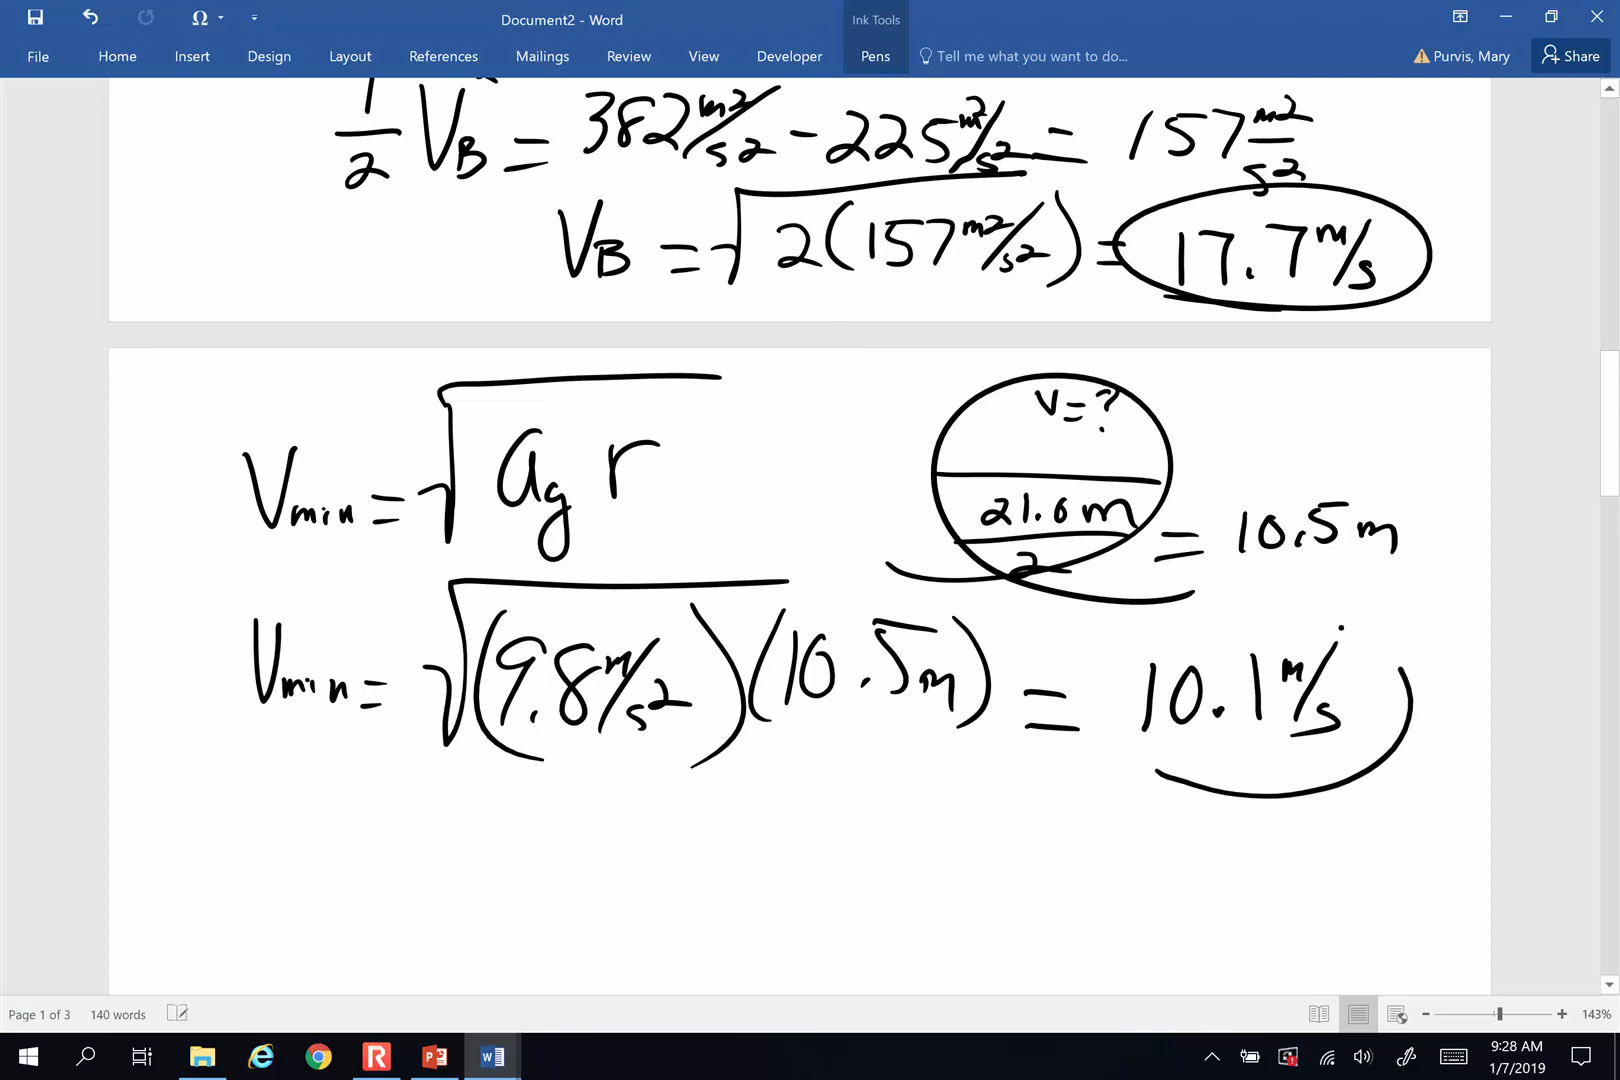 Document2 - Word
Ink Tools
File Home Insert Design Layout References Mailings Review View Developer Pens Tell me what you want to do... Purvis, Mary Share
1/2 V_B = 382 m2/s2 - 225 m2/s2 = 157 m2/s2
V_B = √2(157 m2/s2) = 17.7 m/s
V=?
Vmin = √a_g r
21.0 m / 2 = 10.5 m
Vmin = √(9.8 m/s2)(10.5 m) = 10.1 m/s
Page 1 of 3 140 words 143%
9:28 AM
1/7/2019